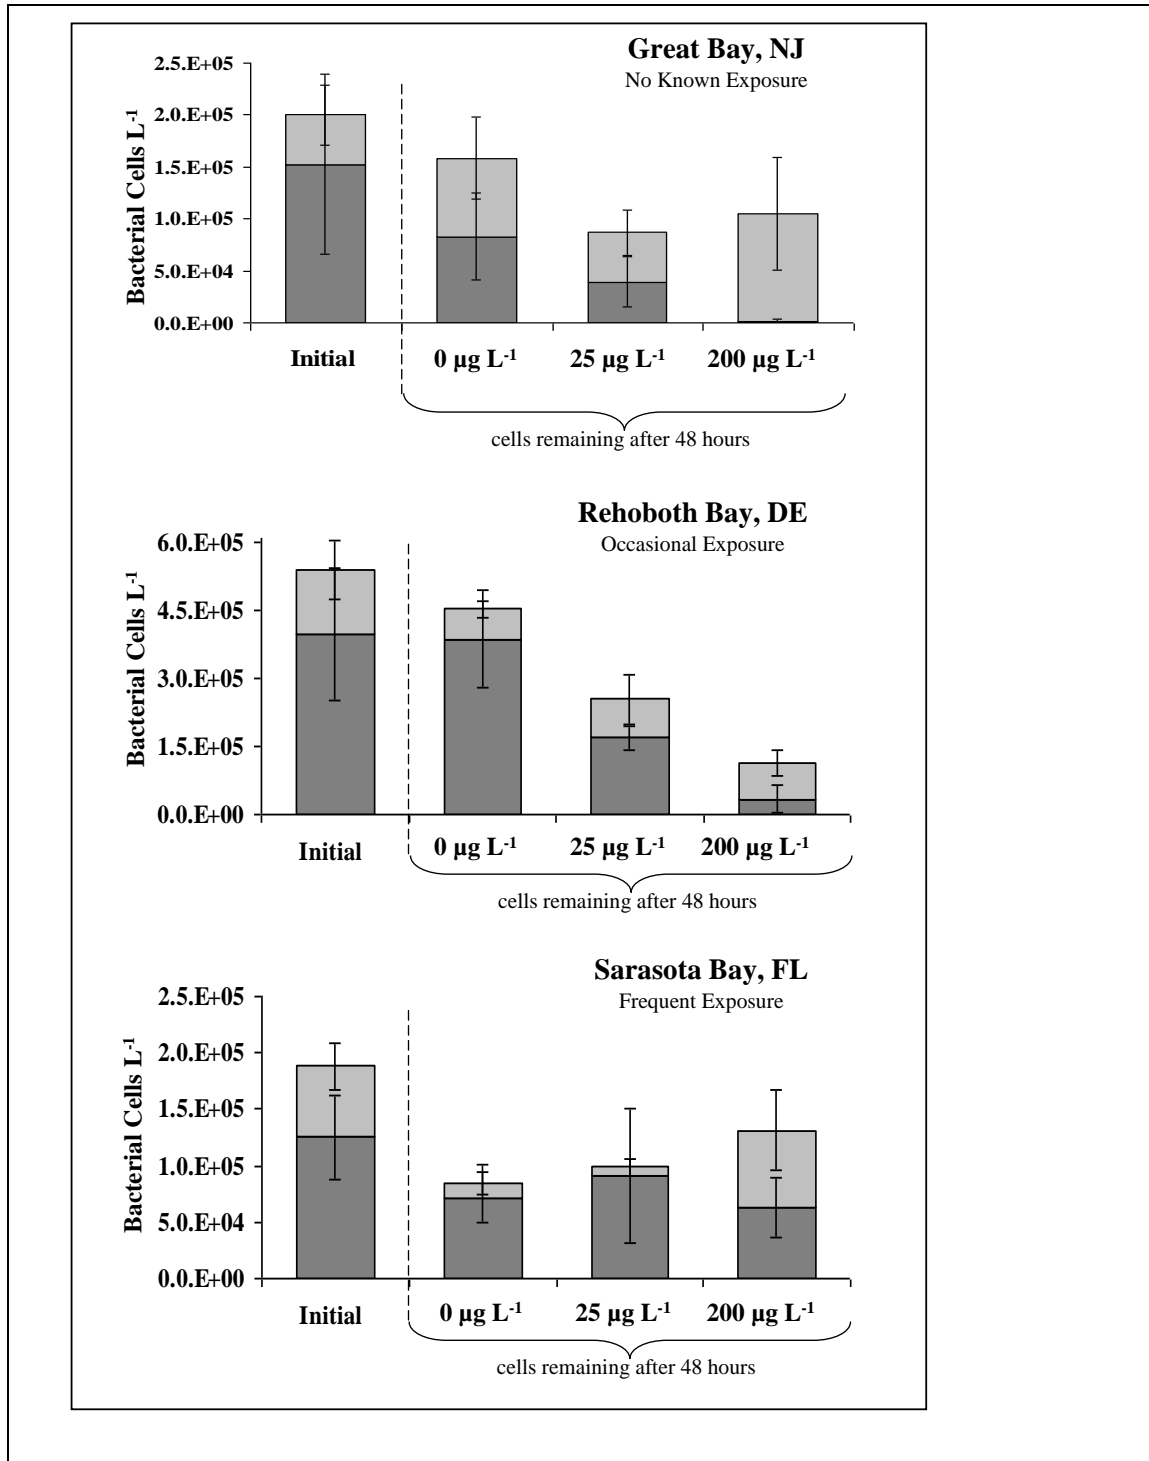 Great Bay, NJ
No Known Exposure
Bacterial Cells L-1
2.5.E+05
2.0.E+05
1.5.E+05
1.0.E+05
5.0.E+04
0.0.E+00
Initial 0 µg L-1 25 µg L-1 200 µg L-1
cells remaining after 48 hours
Rehoboth Bay, DE
Occasional Exposure
Bacterial Cells L-1
6.0.E+05
4.5.E+05
3.0.E+05
1.5.E+05
0.0.E+00
Initial 0 µg L-1 25 µg L-1 200 µg L-1
cells remaining after 48 hours
Sarasota Bay, FL
Frequent Exposure
Bacterial Cells L-1
2.5.E+05
2.0.E+05
1.5.E+05
1.0.E+05
5.0.E+04
0.0.E+00
Initial 0 µg L-1 25 µg L-1 200 µg L-1
cells remaining after 48 hours